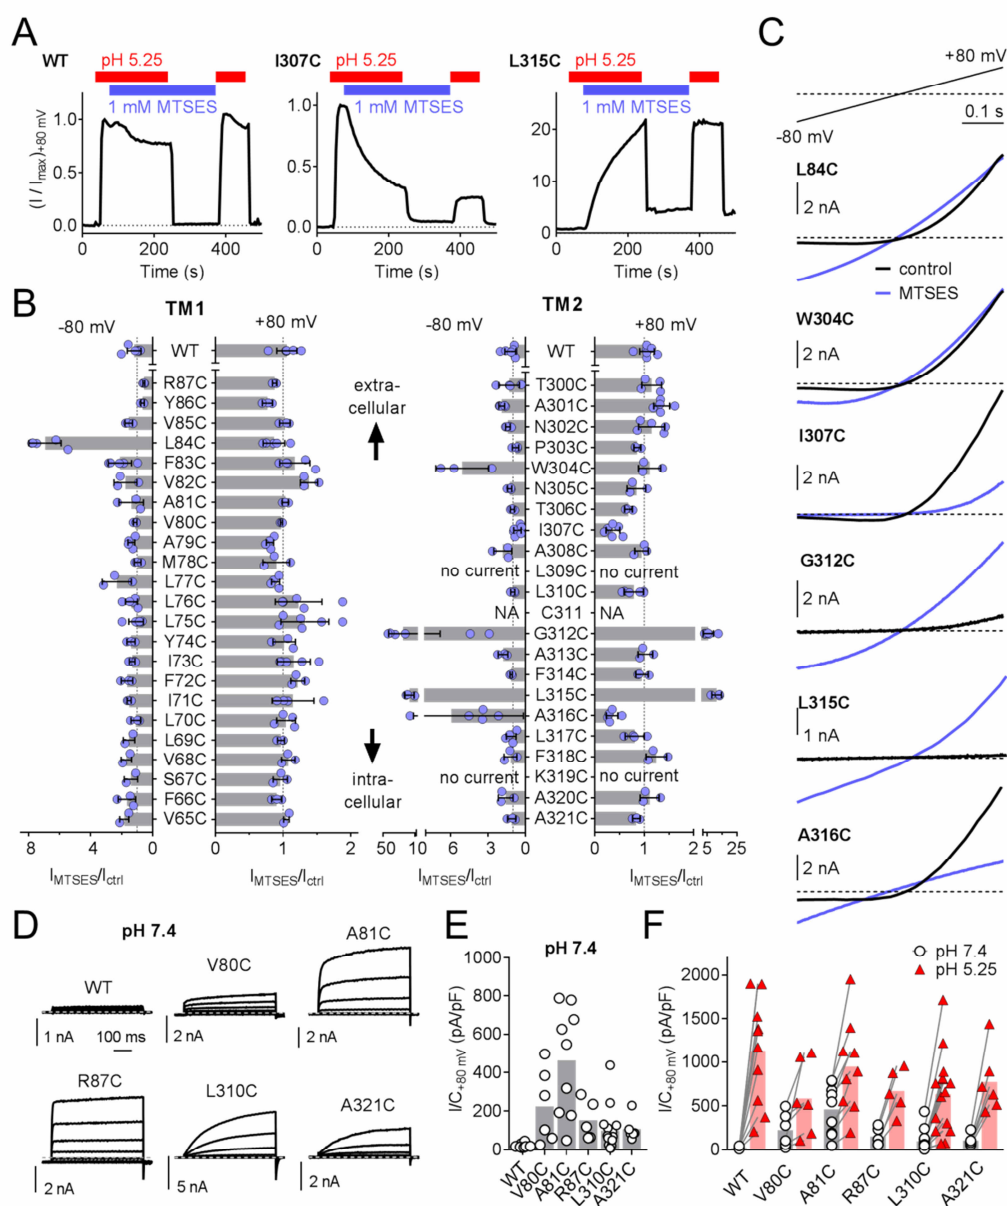 A
WT
pH 5.25
1 mM MTSES
(I / Imax)+80 mV
1.0
0.5
0.0
0 200 400
Time (s)
I307C
pH 5.25
1 mM MTSES
1.0
0.5
0.0
0 200 400
Time (s)
L315C
pH 5.25
1 mM MTSES
20
10
0
0 200 400
Time (s)
B
TM1
-80 mV
+80 mV
WT
R87C
Y86C
V85C
L84C
F83C
V82C
A81C
V80C
A79C
M78C
L77C
L76C
L75C
Y74C
I73C
F72C
I71C
L70C
L69C
V68C
S67C
F66C
V65C
8 4 0
0 1 2
IMTSES/Ictrl
IMTSES/Ictrl
extra-
cellular
intra-
cellular
TM2
-80 mV
+80 mV
WT
T300C
A301C
N302C
P303C
W304C
N305C
T306C
I307C
A308C
no current L309C no current
L310C
NA C311 NA
G312C
A313C
F314C
L315C
A316C
L317C
F318C
no current K319C no current
A320C
A321C
50 10 9 6 3 0
0 1 2 5 25
IMTSES/Ictrl
IMTSES/Ictrl
C
+80 mV
0.1 s
-80 mV
L84C
2 nA
control
MTSES
W304C
2 nA
I307C
2 nA
G312C
2 nA
L315C
1 nA
A316C
2 nA
D
pH 7.4
WT
1 nA
100 ms
V80C
2 nA
A81C
2 nA
R87C
2 nA
L310C
5 nA
A321C
2 nA
E
pH 7.4
I/C+80 mV (pA/pF)
1000
800
600
400
200
0
WT
V80C
A81C
R87C
L310C
A321C
F
pH 7.4
pH 5.25
I/C+80 mV (pA/pF)
2000
1500
1000
500
0
WT
V80C
A81C
R87C
L310C
A321C